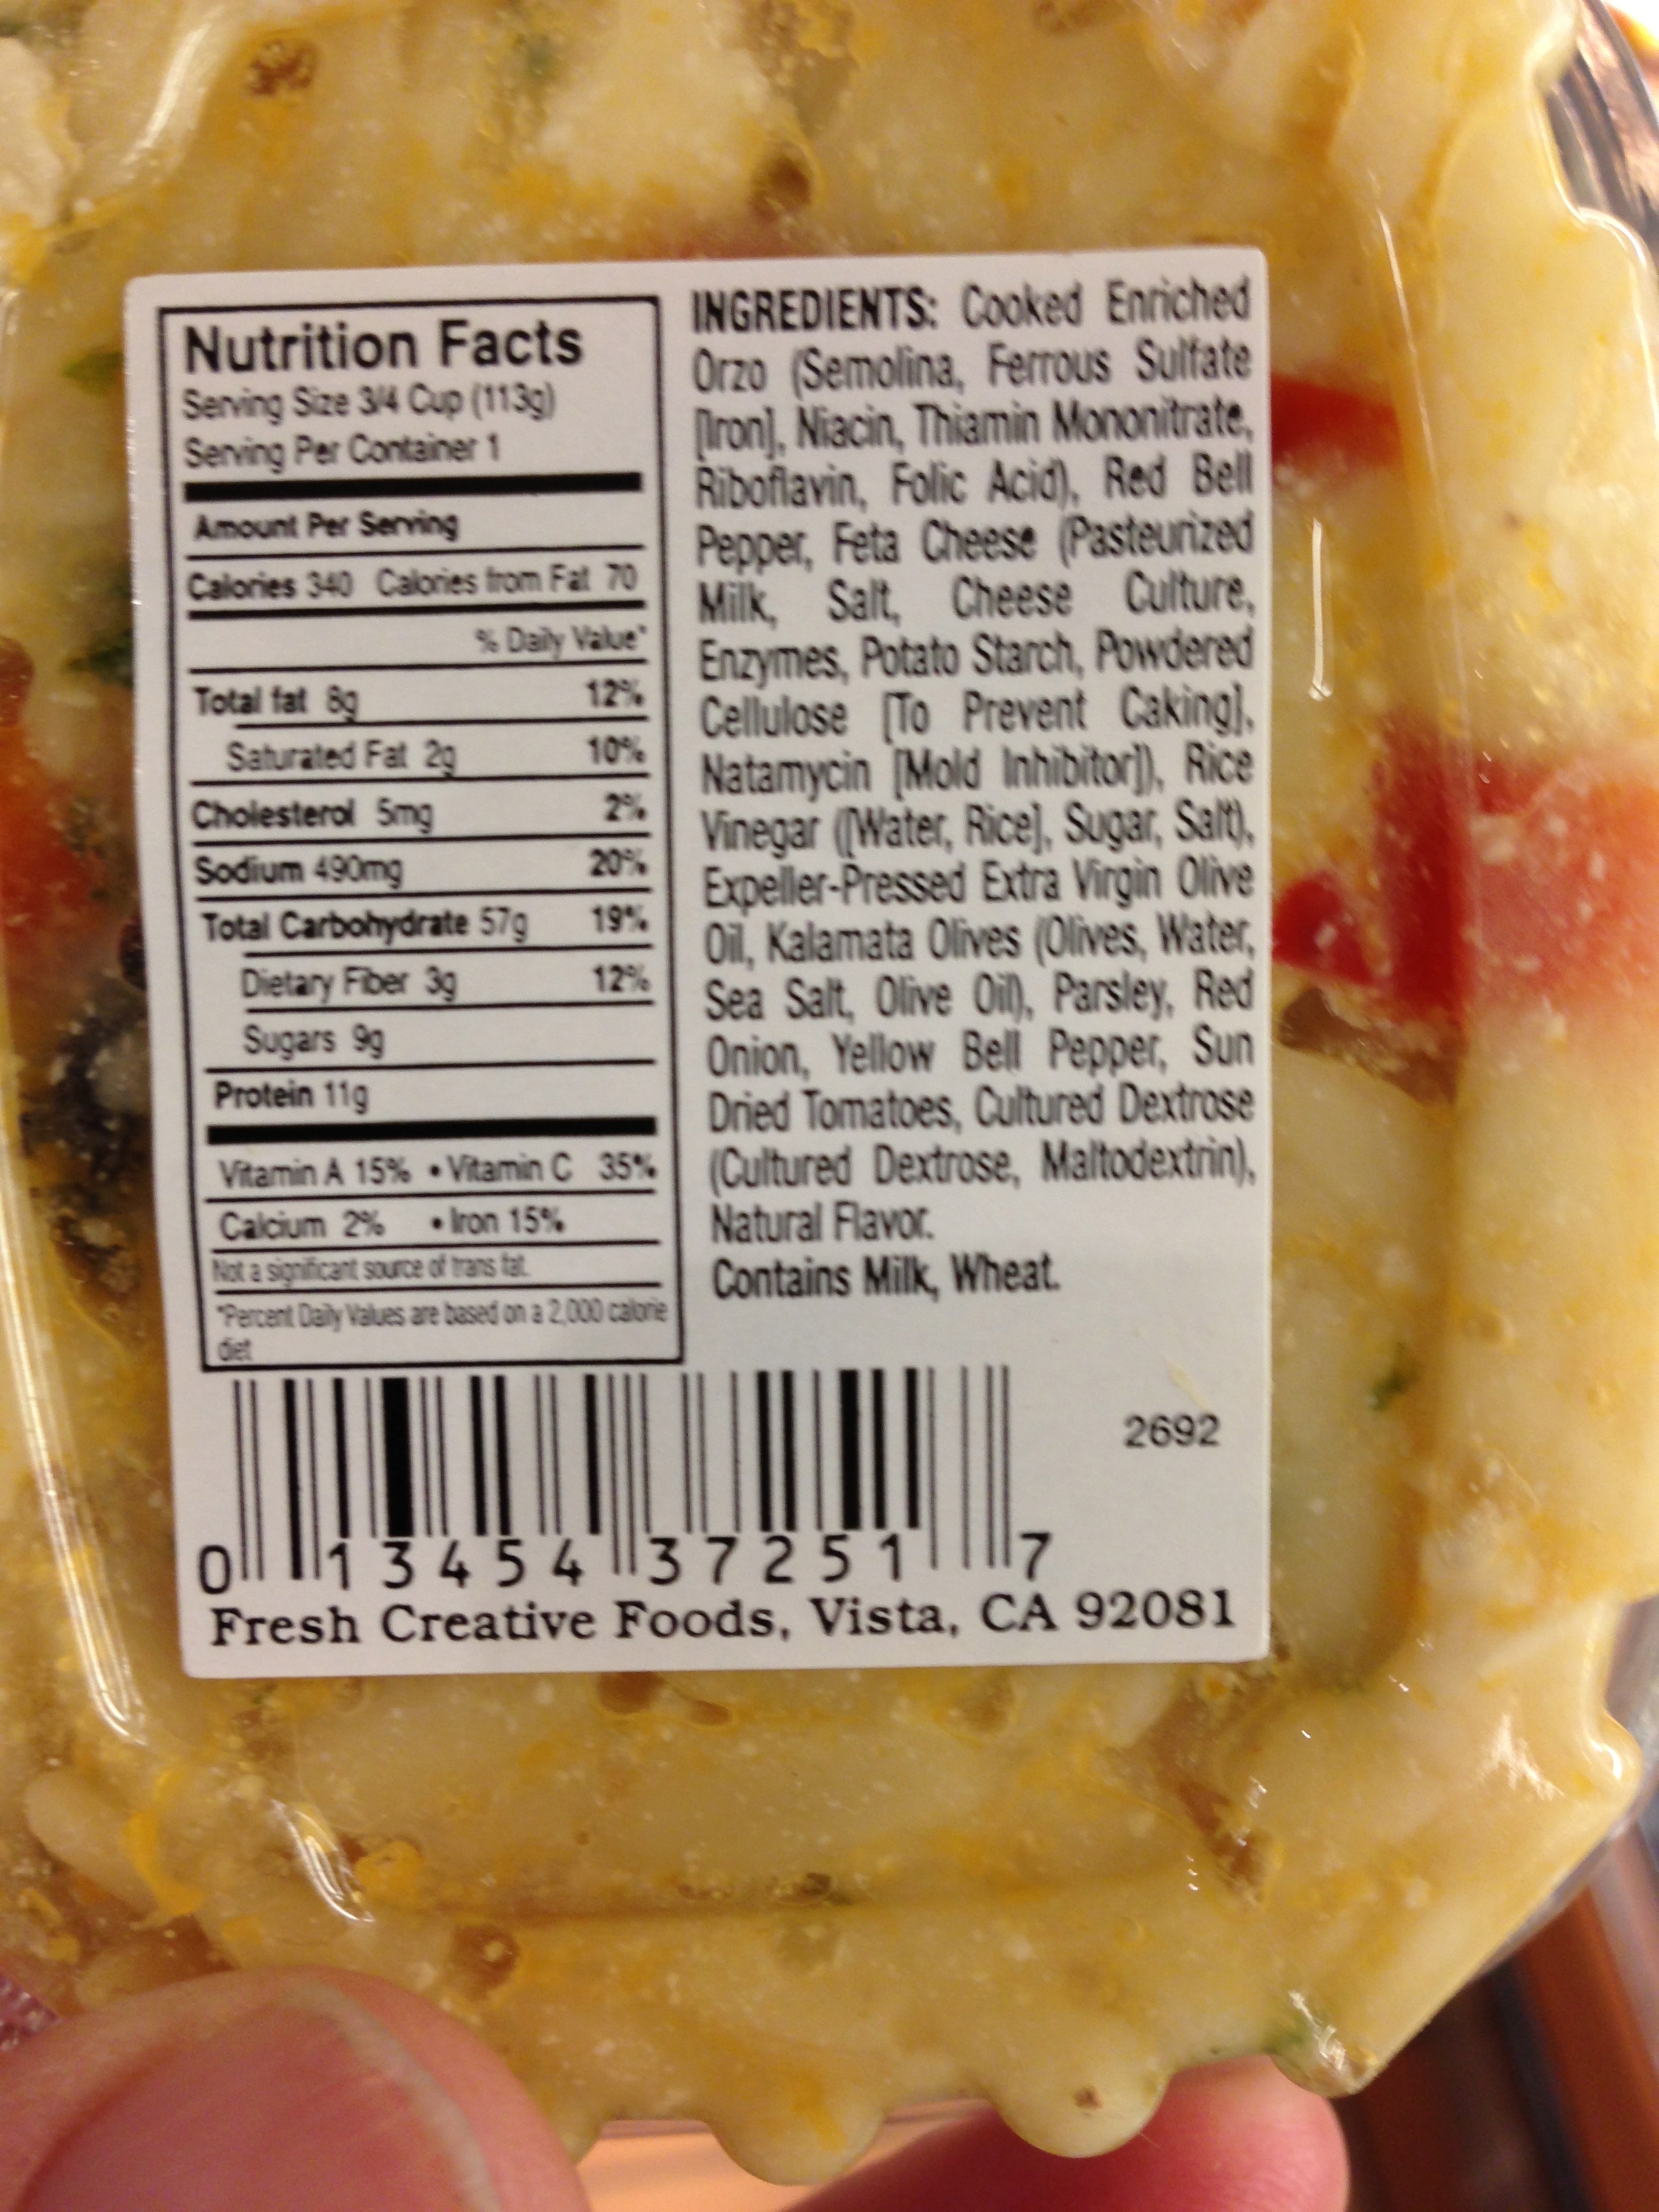 Nutrition Facts
Serving Size 3/4 Cup (113g)
Serving Per Container 1
Amount Per Serving
Calories 340 Calories from Fat 70
% Daily Value*
Total fat 8g 12%
Saturated Fat 2g 10%
Cholesterol 5mg 2%
Sodium 490mg 20%
Total Carbohydrate 57g 19%
Dietary Fiber 3g 12%
Sugars 9g
Protein 11g
Vitamin A 15% • Vitamin C 35%
Calcium 2% • Iron 15%
Not a significant source of trans fat.
*Percent Daily Values are based on a 2,000 calorie
diet
INGREDIENTS: Cooked Enriched
Orzo (Semolina, Ferrous Sulfate
[Iron], Niacin, Thiamin Mononitrate,
Riboflavin, Folic Acid), Red Bell
Pepper, Feta Cheese (Pasteurized
Milk, Salt, Cheese Culture,
Enzymes, Potato Starch, Powdered
Cellulose [To Prevent Caking],
Natamycin [Mold Inhibitor]), Rice
Vinegar ([Water, Rice], Sugar, Salt),
Expeller-Pressed Extra Virgin Olive
Oil, Kalamata Olives (Olives, Water,
Sea Salt, Olive Oil), Parsley, Red
Onion, Yellow Bell Pepper, Sun
Dried Tomatoes, Cultured Dextrose
(Cultured Dextrose, Maltodextrin),
Natural Flavor.
Contains Milk, Wheat.
2692
0 13454 37251 7
Fresh Creative Foods, Vista, CA 92081